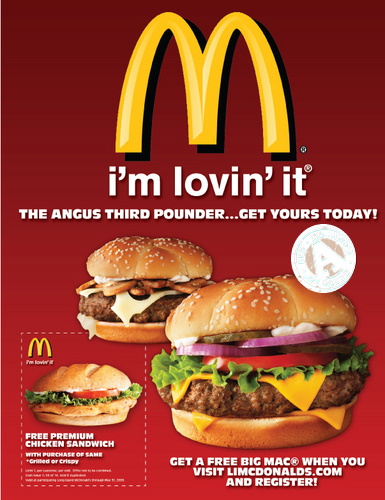 i'm lovin' it®
THE ANGUS THIRD POUNDER...GET YOURS TODAY!
i'm lovin' it
FREE PREMIUM
CHICKEN SANDWICH
WITH PURCHASE OF SAME
*Grilled or Crispy
GET A FREE BIG MAC® WHEN YOU
VISIT LIMCDONALDS.COM
AND REGISTER!